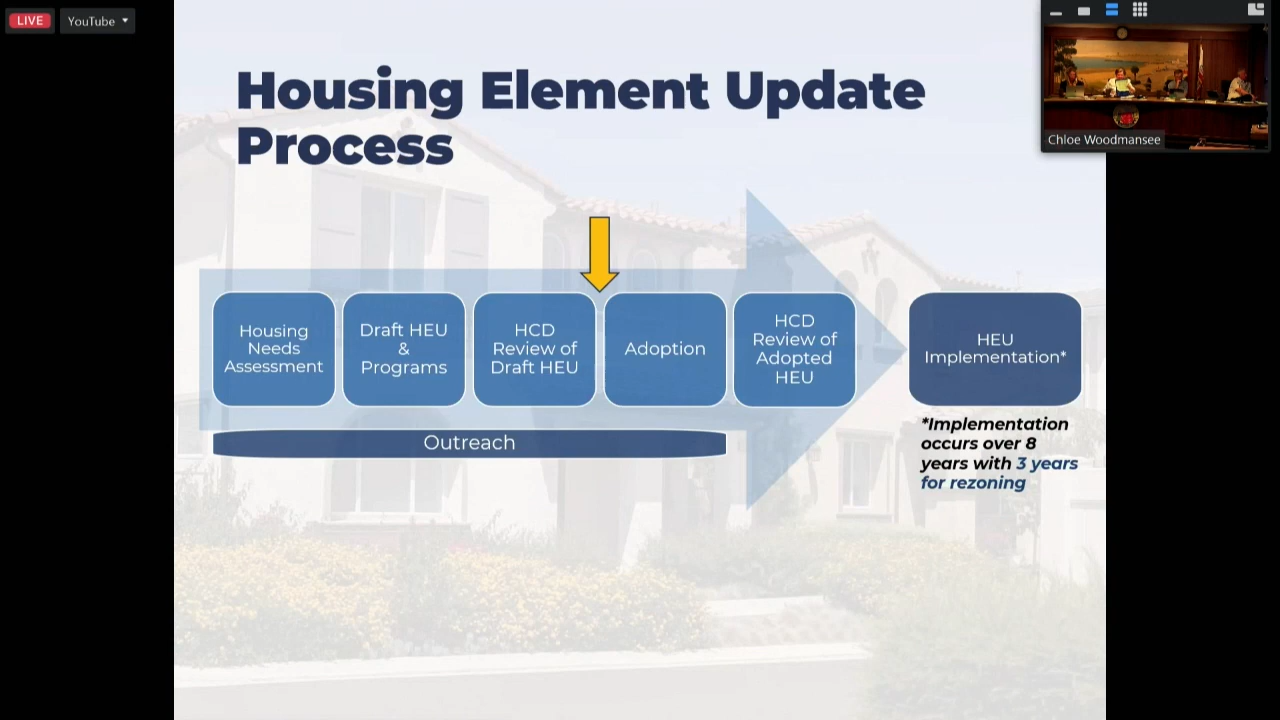 LIVE
YouTube
Chloe Woodmansee
Housing Element Update
Process
Housing
Needs
Assessment
Draft HEU
&
Programs
HCD
Review of
Draft HEU
Adoption
HCD
Review of
Adopted
HEU
HEU
Implementation*
Outreach
*Implementation
occurs over 8
years with 3 years
for rezoning